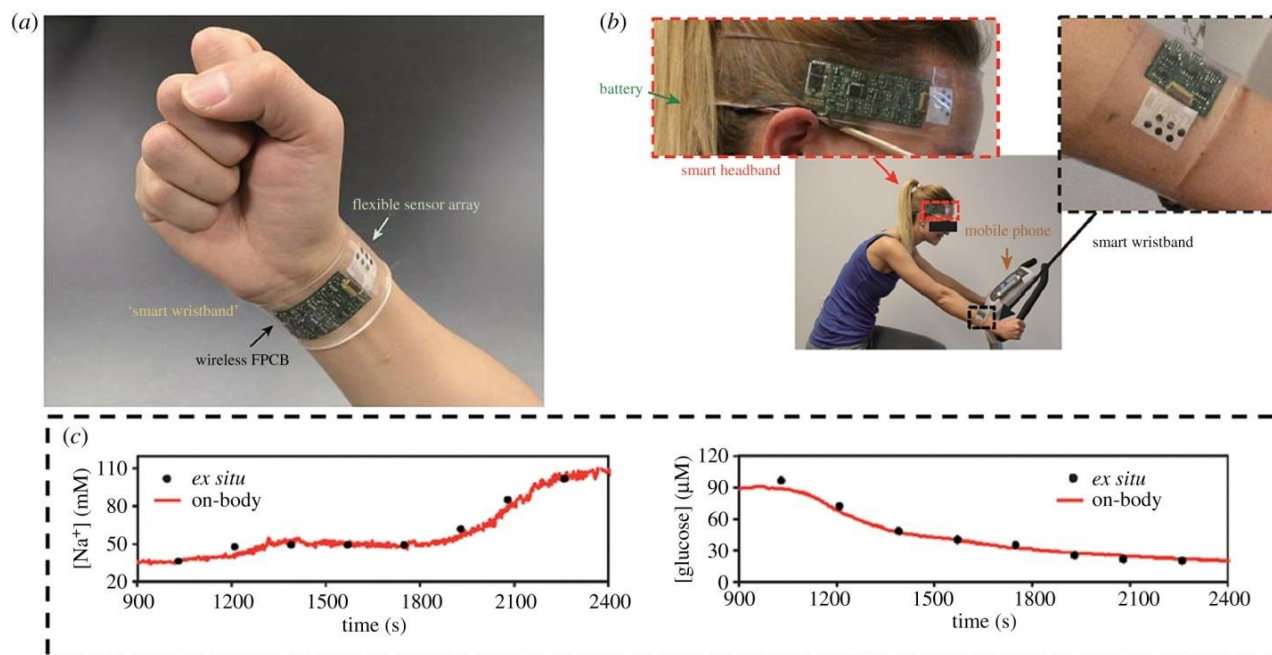 (a)
flexible sensor array
'smart wristband'
wireless FPCB
(b)
battery
smart headband
mobile phone
smart wristband
(c)
[Na⁺] (mM)
110
80
50
20
ex situ
on-body
900 1200 1500 1800 2100 2400
time (s)
[glucose] (µM)
120
90
60
30
0
ex situ
on-body
900 1200 1500 1800 2100 2400
time (s)